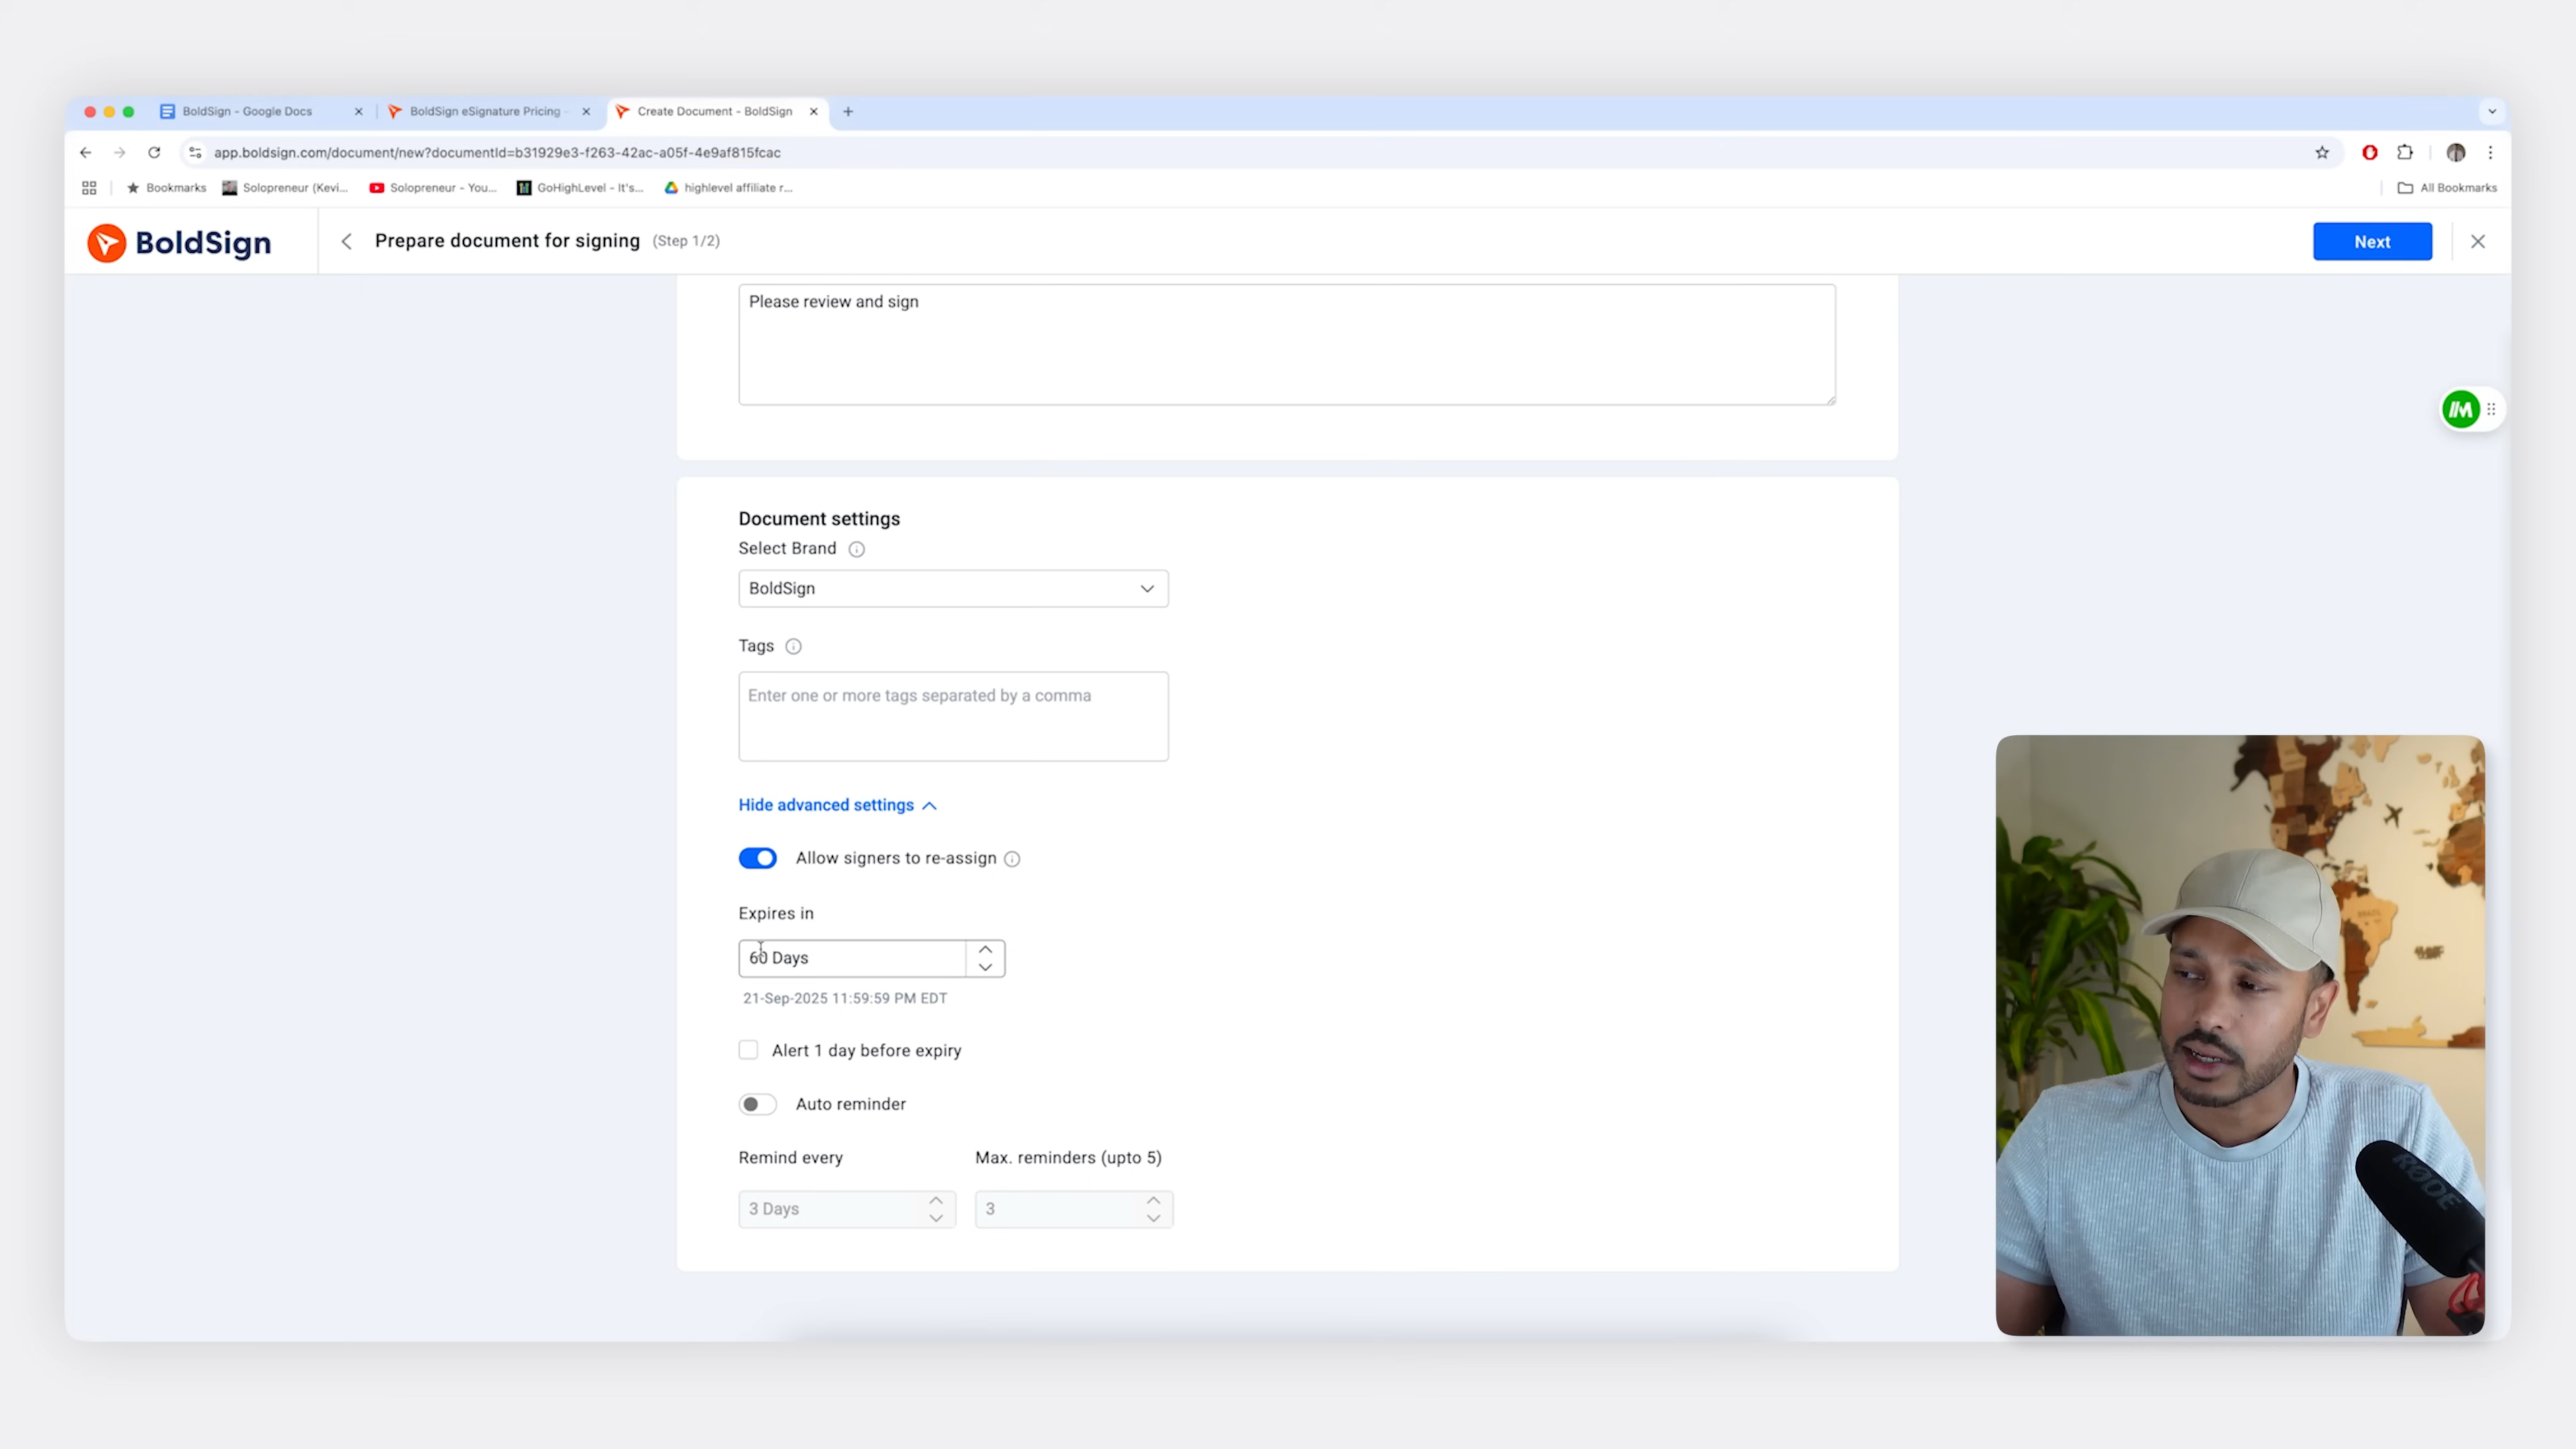 BoldSign - Google Docs
BoldSign eSignature Pricing -
Create Document - BoldSign
app.boldsign.com/document/new?documentId=b31929e3-f263-42ac-a05f-4e9af815fcac
Bookmarks
Solopreneur (Kevi...
Solopreneur - You...
GoHighLevel - It's...
highlevel affiliate r...
All Bookmarks
BoldSign
Prepare document for signing (Step 1/2)
Next
Please review and sign
Document settings
Select Brand
BoldSign
Tags
Enter one or more tags separated by a comma
Hide advanced settings
Allow signers to re-assign
Expires in
60 Days
21-Sep-2025 11:59:59 PM EDT
Alert 1 day before expiry
Auto reminder
Remind every
Max. reminders (upto 5)
3 Days
3
BRAZIL
RØDE